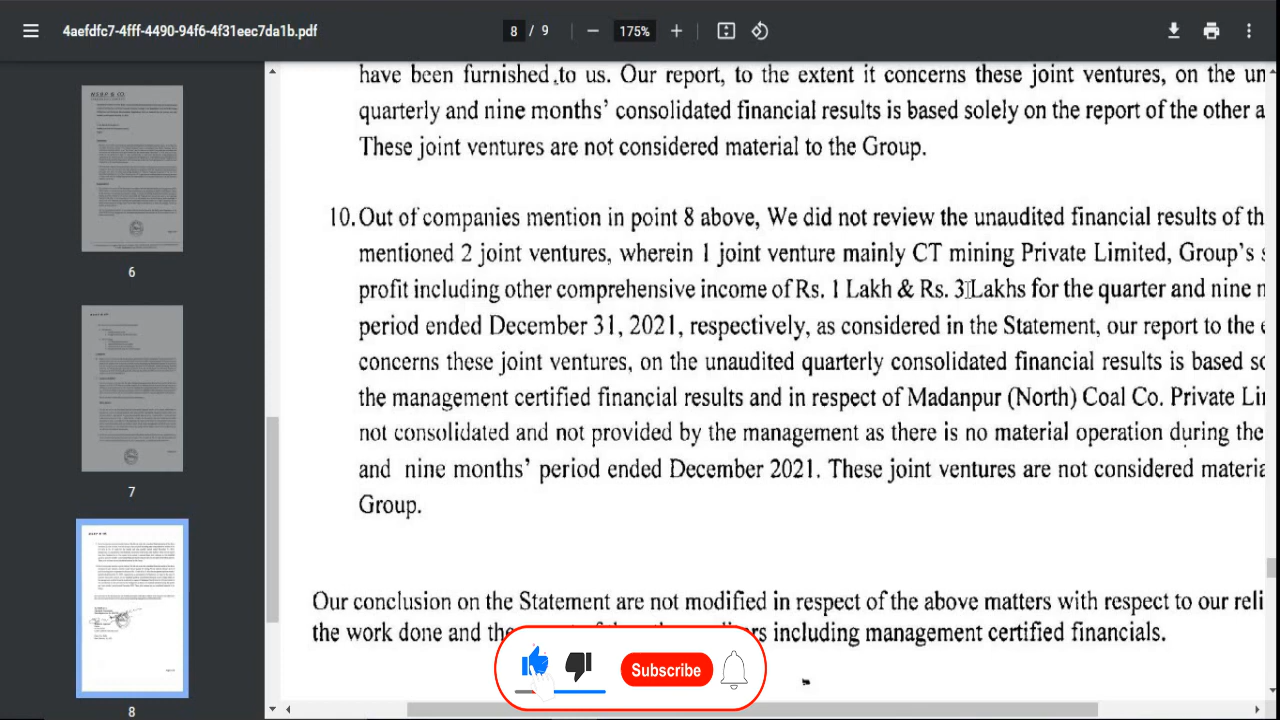 4aefdfc7-4fff-4490-94f6-4f31eec7da1b.pdf
8 / 9
175%
have been furnished to us. Our report, to the extent it concerns these joint ventures, on the un
quarterly and nine months' consolidated financial results is based solely on the report of the other a
These joint ventures are not considered material to the Group.
10. Out of companies mention in point 8 above, We did not review the unaudited financial results of th
mentioned 2 joint ventures, wherein 1 joint venture mainly CT mining Private Limited, Group's s
profit including other comprehensive income of Rs. 1 Lakh & Rs. 3 Lakhs for the quarter and nine
period ended December 31, 2021, respectively, as considered in the Statement, our report to the e
concerns these joint ventures, on the unaudited quarterly consolidated financial results is based so
the management certified financial results and in respect of Madanpur (North) Coal Co. Private Li
not consolidated and not provided by the management as there is no material operation during the
and nine months' period ended December 2021. These joint ventures are not considered materia
Group.
Our conclusion on the Statement are not modified in respect of the above matters with respect to our reli
the work done and the including management certified financials.
Subscribe
6
7
8